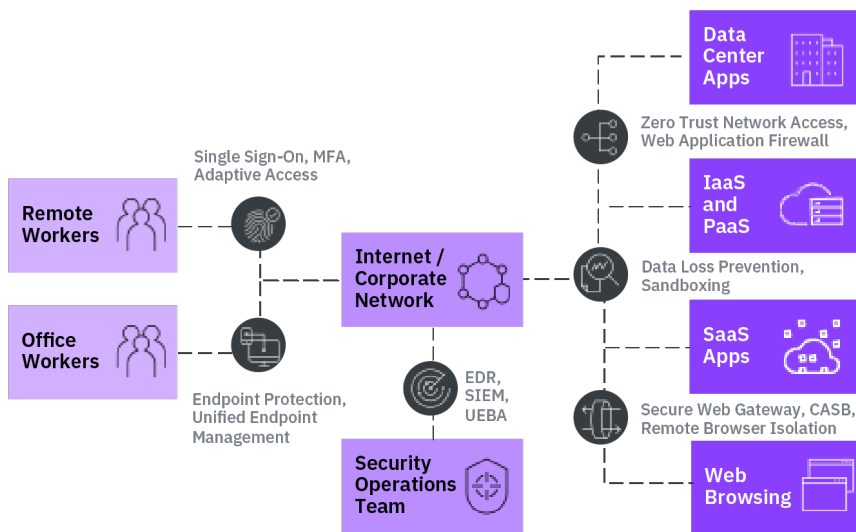 Data
Center
Apps
Zero Trust Network Access,
Web Application Firewall
Single Sign-On, MFA,
Adaptive Access
Remote
Workers
IaaS
and
PaaS
Internet /
Corporate
Network
Data Loss Prevention,
Sandboxing
Office
Workers
SaaS
Apps
Endpoint Protection,
Unified Endpoint
Management
EDR,
SIEM,
UEBA
Secure Web Gateway, CASB,
Remote Browser Isolation
Security
Operations
Team
Web
Browsing